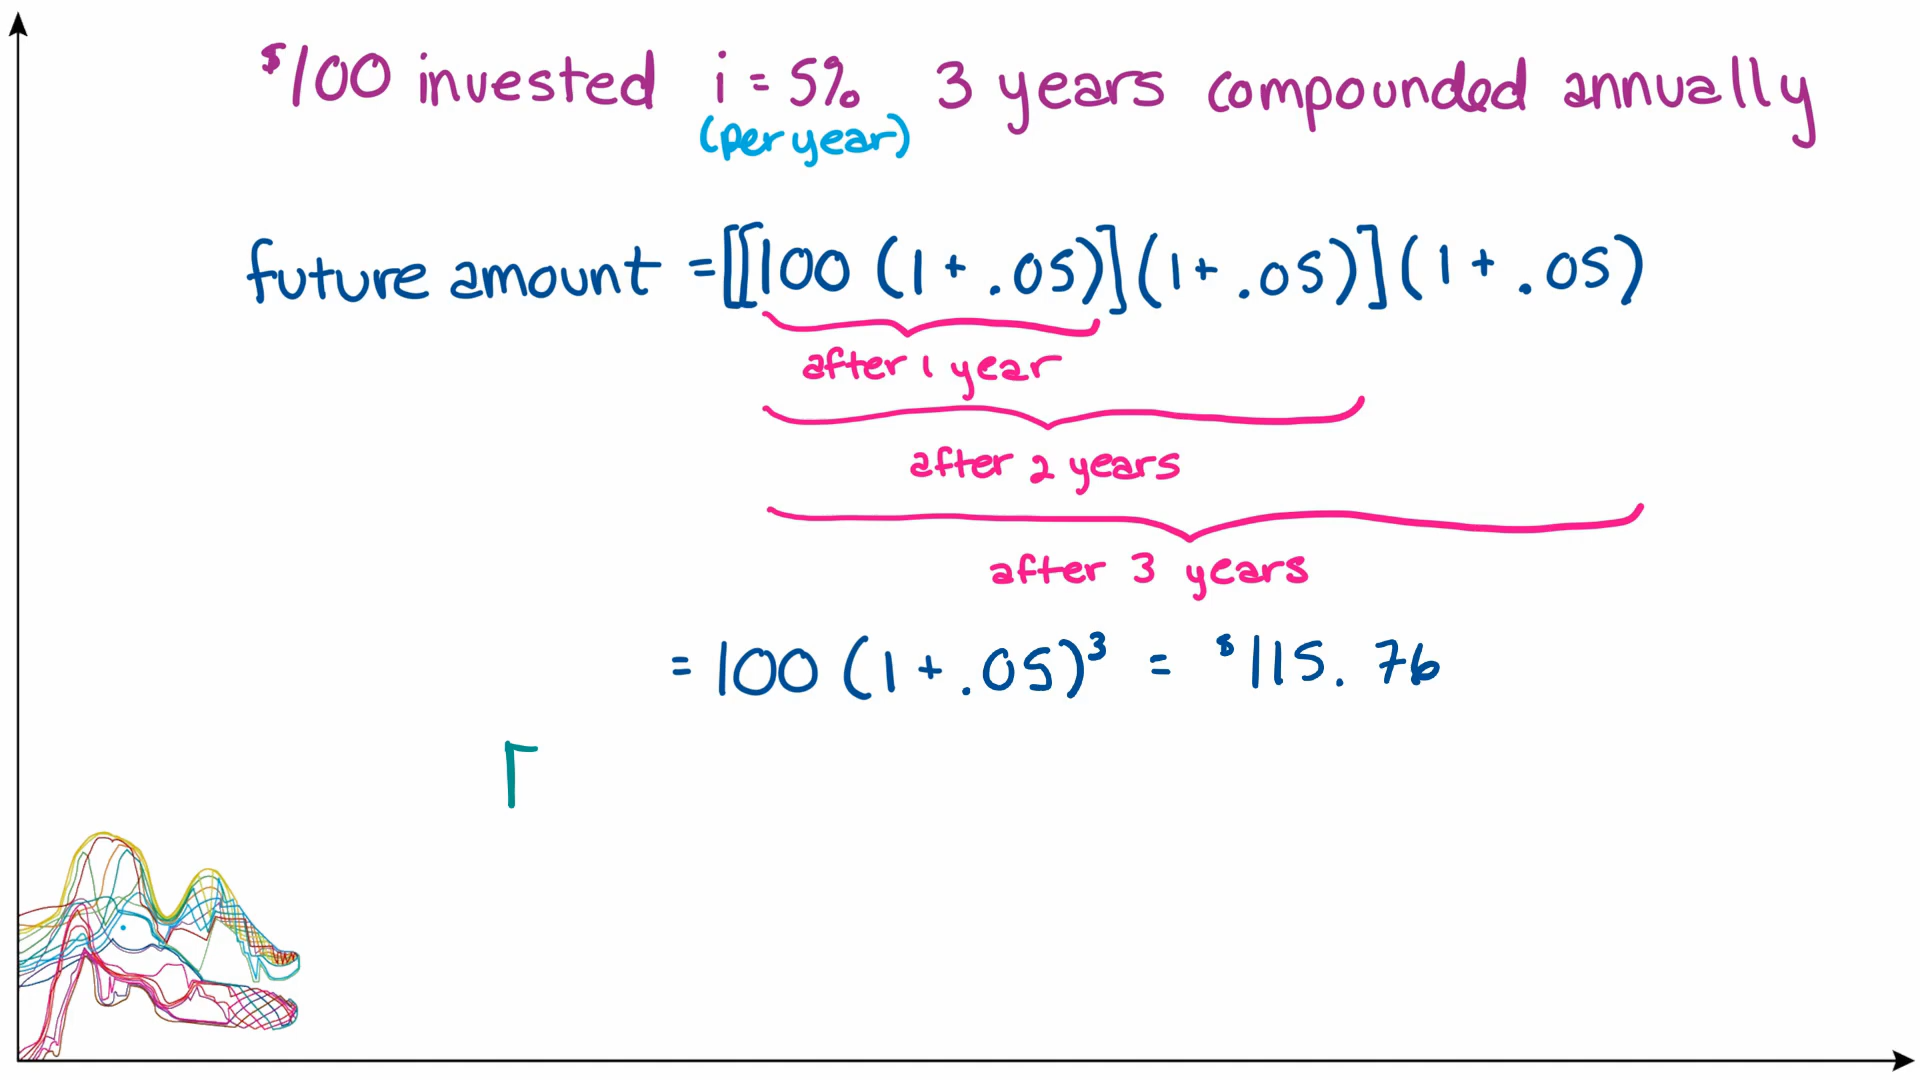 $100 invested i = 5% 3 years compounded annually
(per year)
future amount = [[100 (1 + .05)](1 + .05)](1 + .05)
after 1 year
after 2 years
after 3 years
= 100 (1 + .05)³ = $115.76